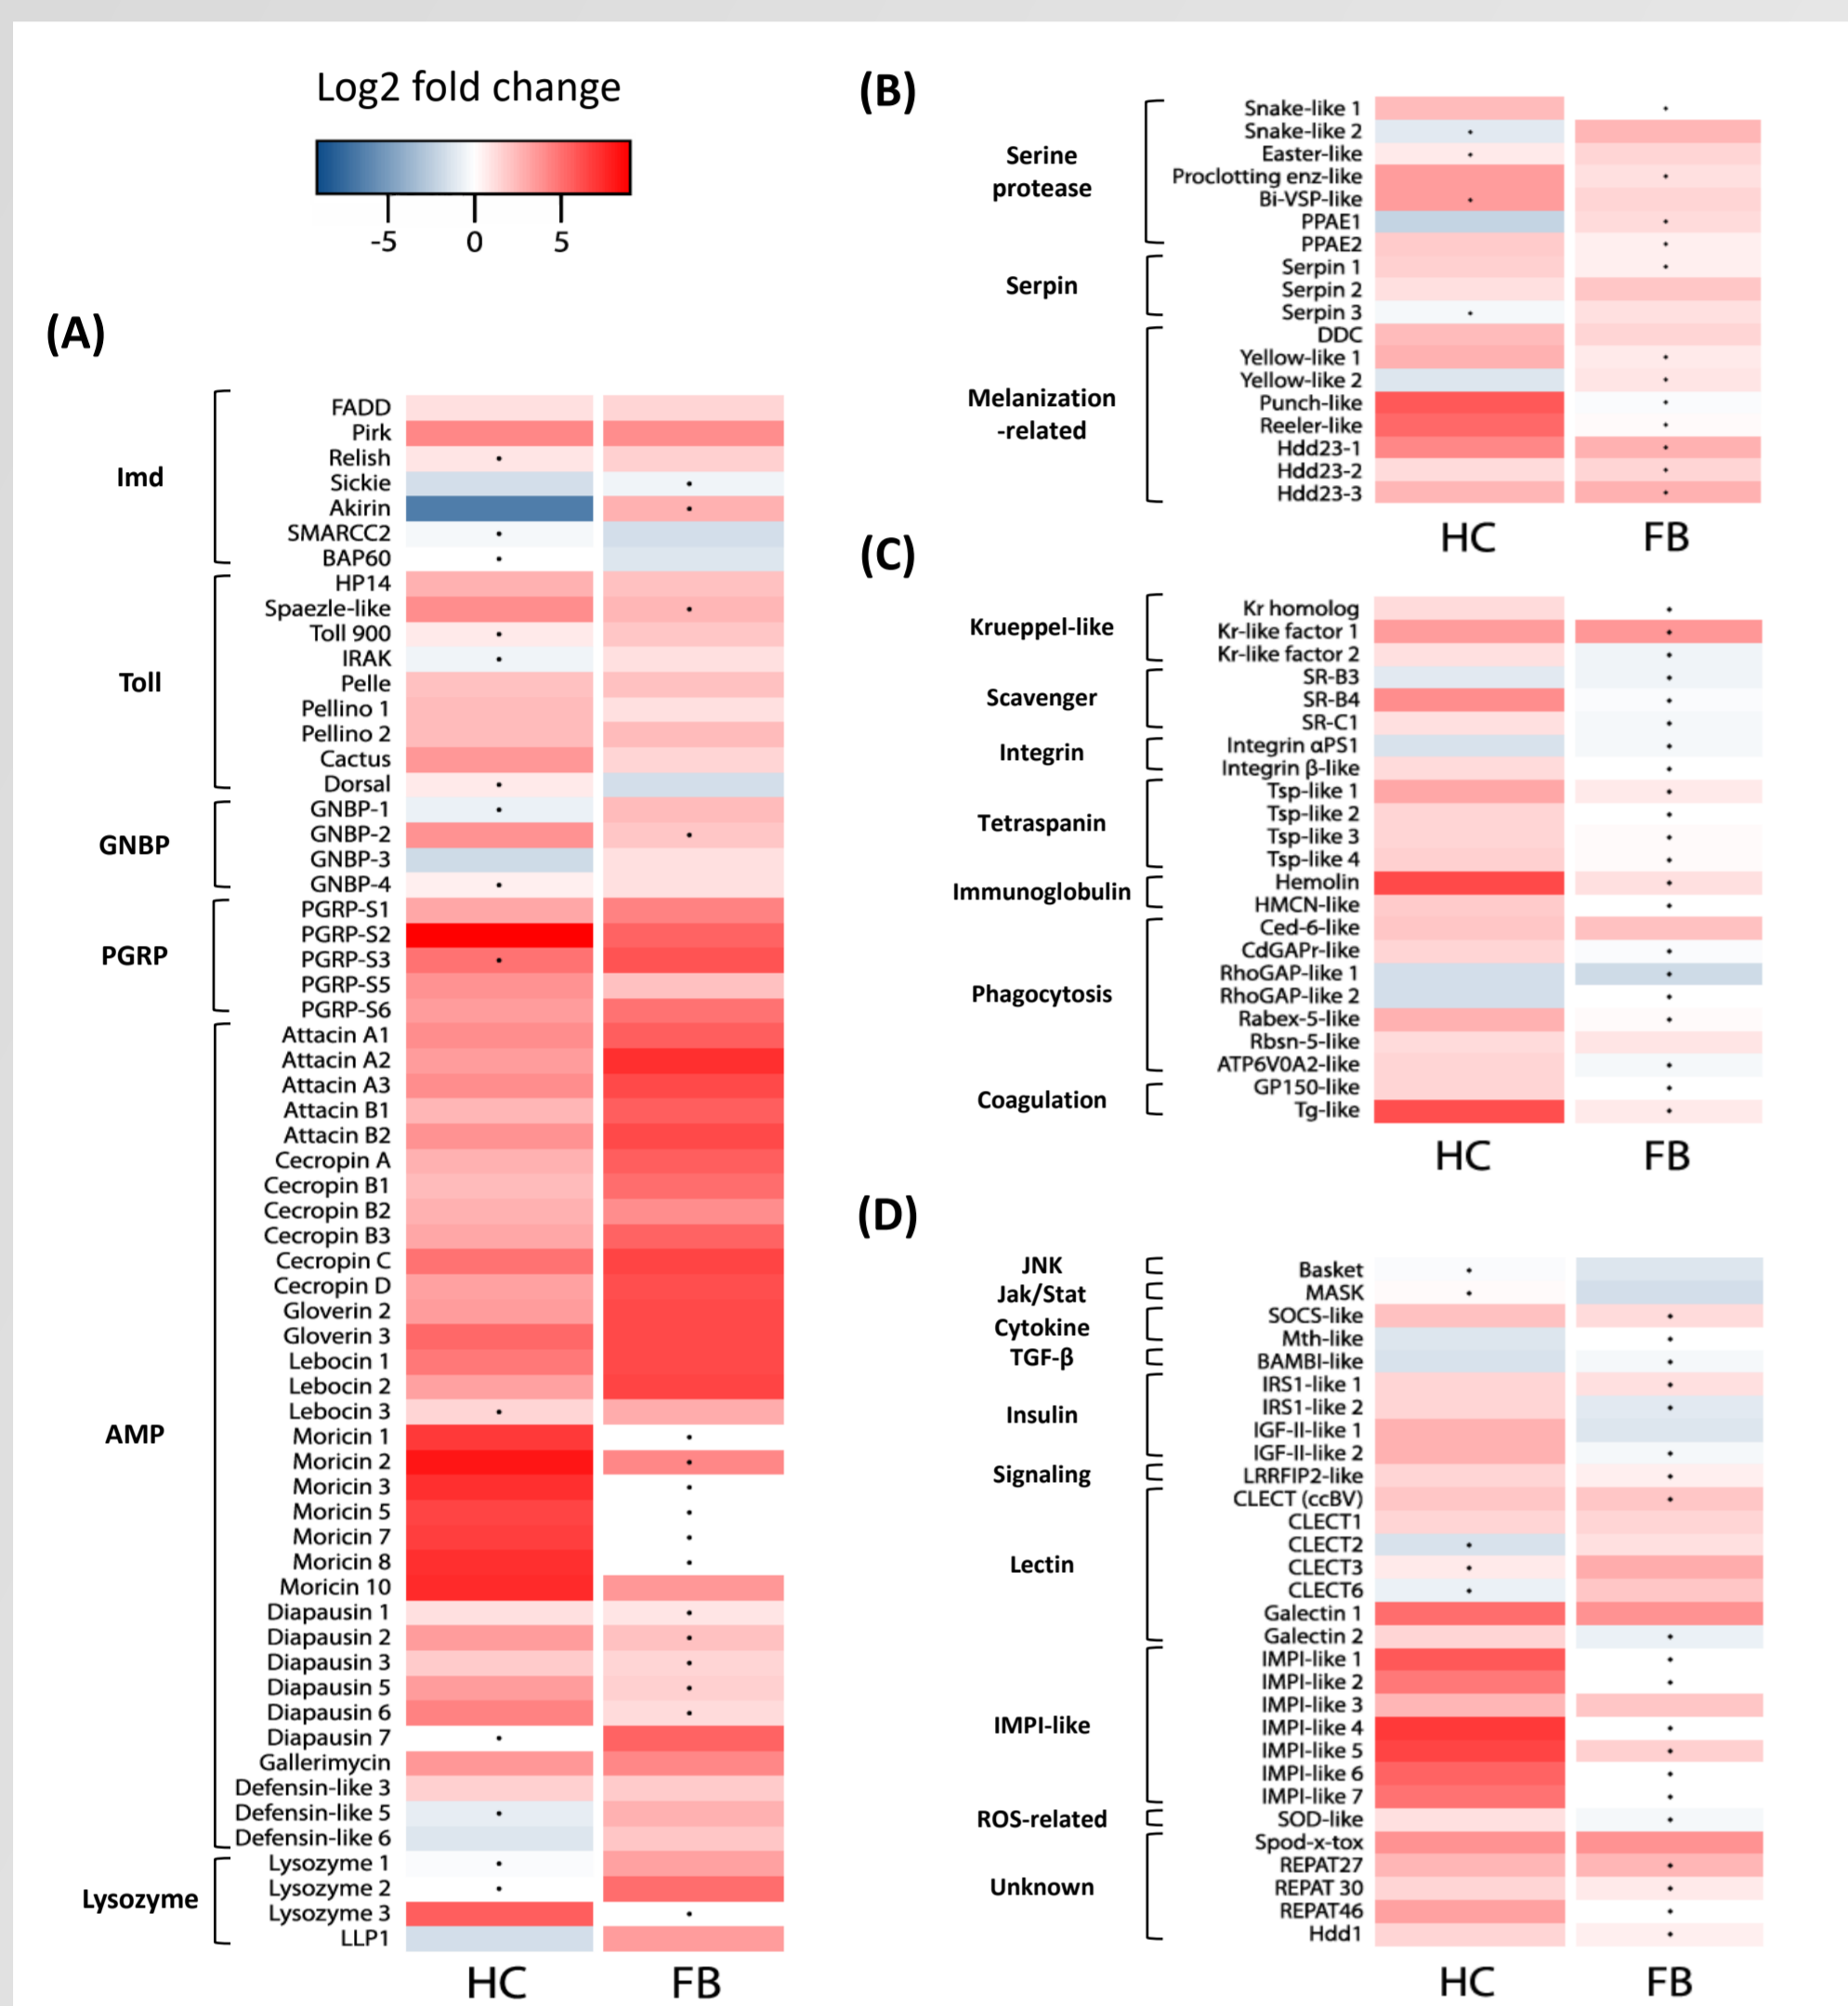 Log2 fold change
-5 0 5
(A)
Imd
FADD
Pirk
Relish
Sickie
Akirin
SMARCC2
BAP60
Toll
HP14
Spaezle-like
Toll 900
IRAK
Pelle
Pellino 1
Pellino 2
Cactus
Dorsal
GNBP
GNBP-1
GNBP-2
GNBP-3
GNBP-4
PGRP
PGRP-S1
PGRP-S2
PGRP-S3
PGRP-S5
PGRP-S6
AMP
Attacin A1
Attacin A2
Attacin A3
Attacin B1
Attacin B2
Cecropin A
Cecropin B1
Cecropin B2
Cecropin B3
Cecropin C
Cecropin D
Gloverin 2
Gloverin 3
Lebocin 1
Lebocin 2
Lebocin 3
Moricin 1
Moricin 2
Moricin 3
Moricin 5
Moricin 7
Moricin 8
Moricin 10
Diapausin 1
Diapausin 2
Diapausin 3
Diapausin 5
Diapausin 6
Diapausin 7
Gallerimycin
Defensin-like 3
Defensin-like 5
Defensin-like 6
Lysozyme
Lysozyme 1
Lysozyme 2
Lysozyme 3
LLP1
HC FB
(B)
Serine
protease
Snake-like 1
Snake-like 2
Easter-like
Proclotting enz-like
Bi-VSP-like
PPAE1
PPAE2
Serpin
Serpin 1
Serpin 2
Serpin 3
Melanization
-related
DDC
Yellow-like 1
Yellow-like 2
Punch-like
Reeler-like
Hdd23-1
Hdd23-2
Hdd23-3
HC FB
(C)
Krueppel-like
Kr homolog
Kr-like factor 1
Kr-like factor 2
Scavenger
SR-B3
SR-B4
SR-C1
Integrin
Integrin αPS1
Integrin β-like
Tetraspanin
Tsp-like 1
Tsp-like 2
Tsp-like 3
Tsp-like 4
Immunoglobulin
Hemolin
HMCN-like
Phagocytosis
Ced-6-like
CdGAPr-like
RhoGAP-like 1
RhoGAP-like 2
Rabex-5-like
Rbsn-5-like
ATP6V0A2-like
Coagulation
GP150-like
Tg-like
HC FB
(D)
JNK
Basket
Jak/Stat
MASK
Cytokine
SOCS-like
Mth-like
TGF-β
BAMBI-like
Insulin
IRS1-like 1
IRS1-like 2
IGF-II-like 1
IGF-II-like 2
Signaling
LRRFIP2-like
Lectin
CLECT (ccBV)
CLECT1
CLECT2
CLECT3
CLECT6
Galectin 1
Galectin 2
IMPI-like
IMPI-like 1
IMPI-like 2
IMPI-like 3
IMPI-like 4
IMPI-like 5
IMPI-like 6
IMPI-like 7
ROS-related
SOD-like
Unknown
Spod-x-tox
REPAT27
REPAT 30
REPAT46
Hdd1
HC FB